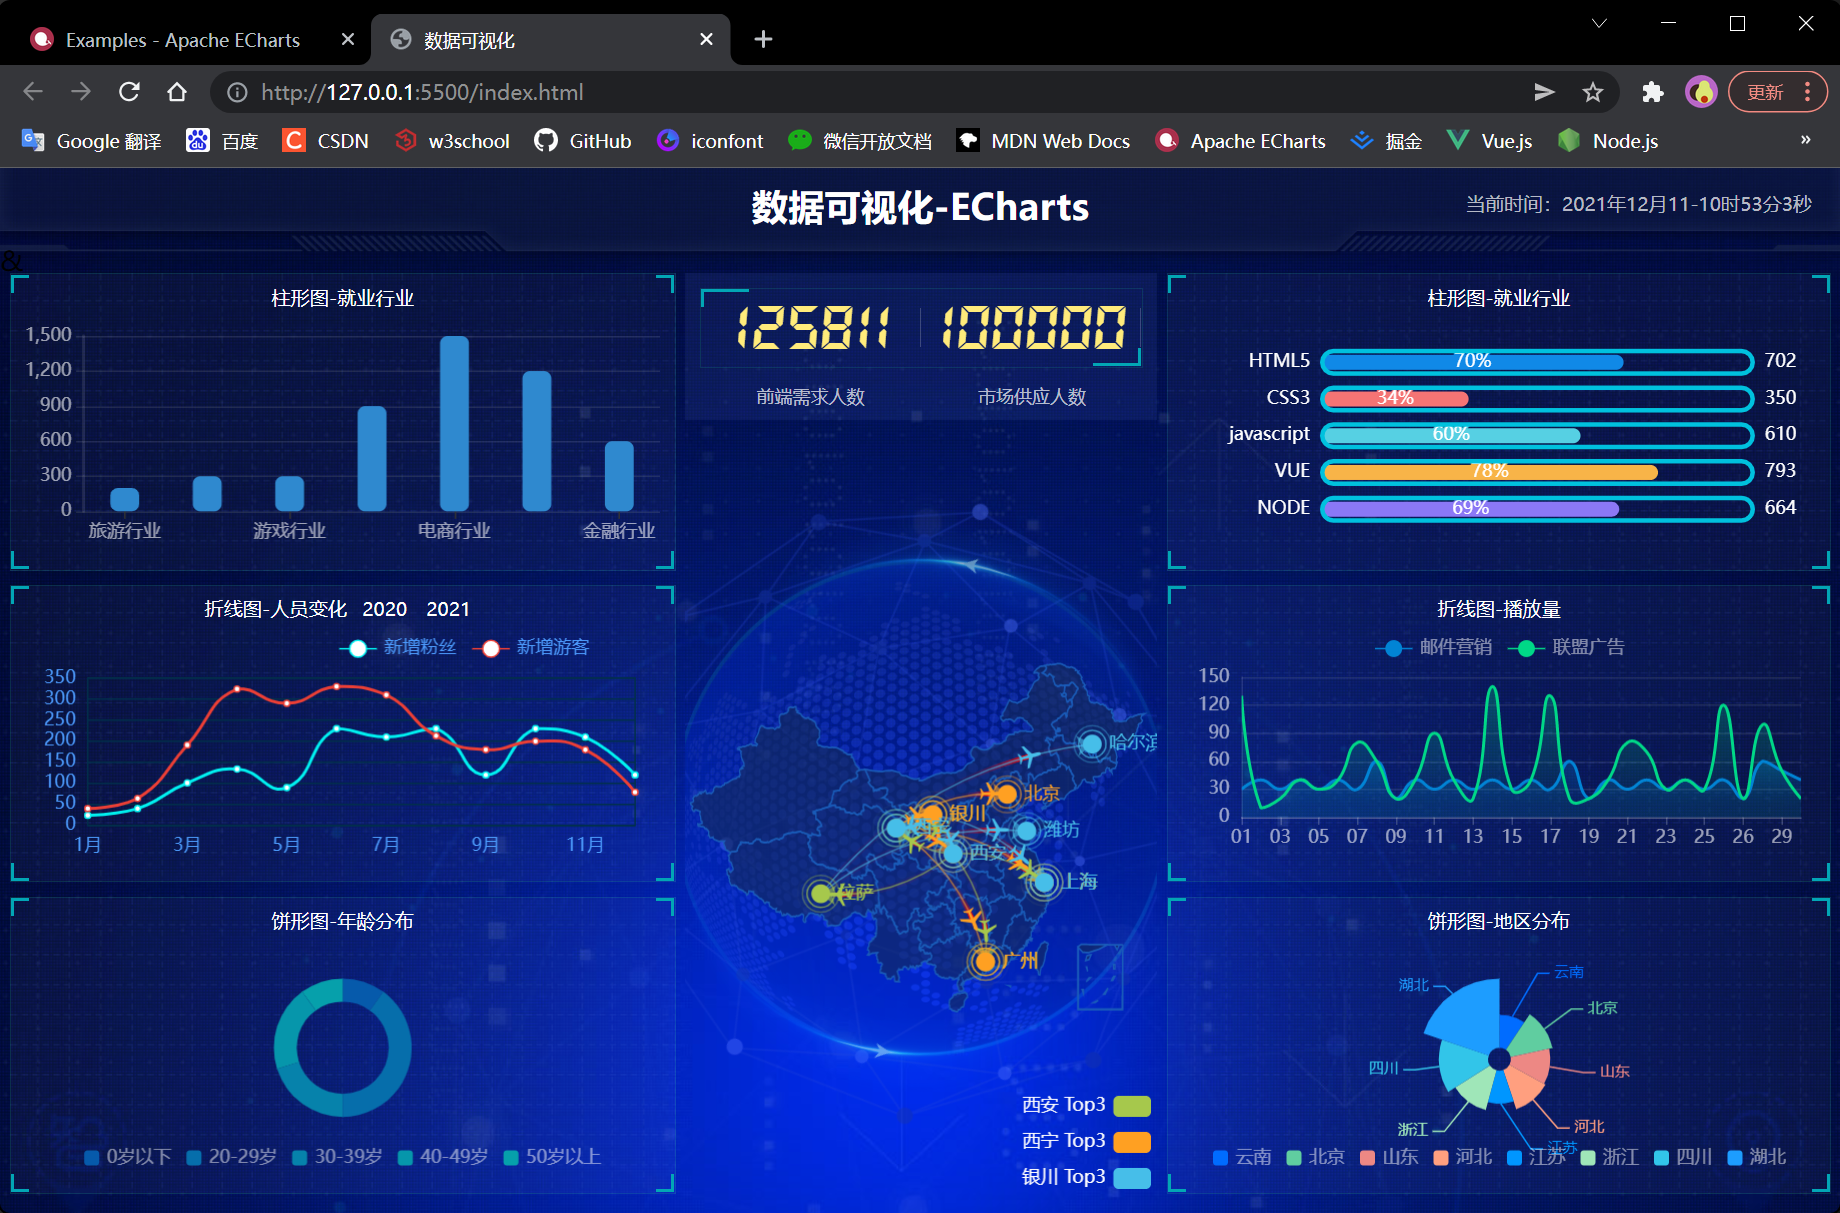 Examples - Apache ECharts
数据可视化
http://127.0.0.1:5500/index.html
更新
Google 翻译
百度
CSDN
w3school
GitHub
iconfont
微信开放文档
MDN Web Docs
Apache ECharts
掘金
Vue.js
Node.js
»
数据可视化-ECharts
当前时间：2021年12月11-10时53分3秒
&
柱形图-就业行业
1,500
1,200
900
600
300
0
旅游行业 游戏行业 电商行业 金融行业
125811 100000
前端需求人数 市场供应人数
柱形图-就业行业
HTML5 70% 702
CSS3 34% 350
javascript 60% 610
VUE 78% 793
NODE 69% 664
折线图-人员变化 2020 2021
新增粉丝 新增游客
350
300
250
200
150
100
50
0
1月 3月 5月 7月 9月 11月
哈尔滨
北京
银川
潍坊
西安
上海
拉萨
广州
西安 Top3
西宁 Top3
银川 Top3
折线图-播放量
邮件营销 联盟广告
150
120
90
60
30
0
01 03 05 07 09 11 13 15 17 19 21 23 26 29
饼形图-年龄分布
0岁以下 20-29岁 30-39岁 40-49岁 50岁以上
饼形图-地区分布
云南
湖北
北京
四川
山东
浙江
河北
江苏
云南 北京 山东 河北 江苏 浙江 四川 湖北